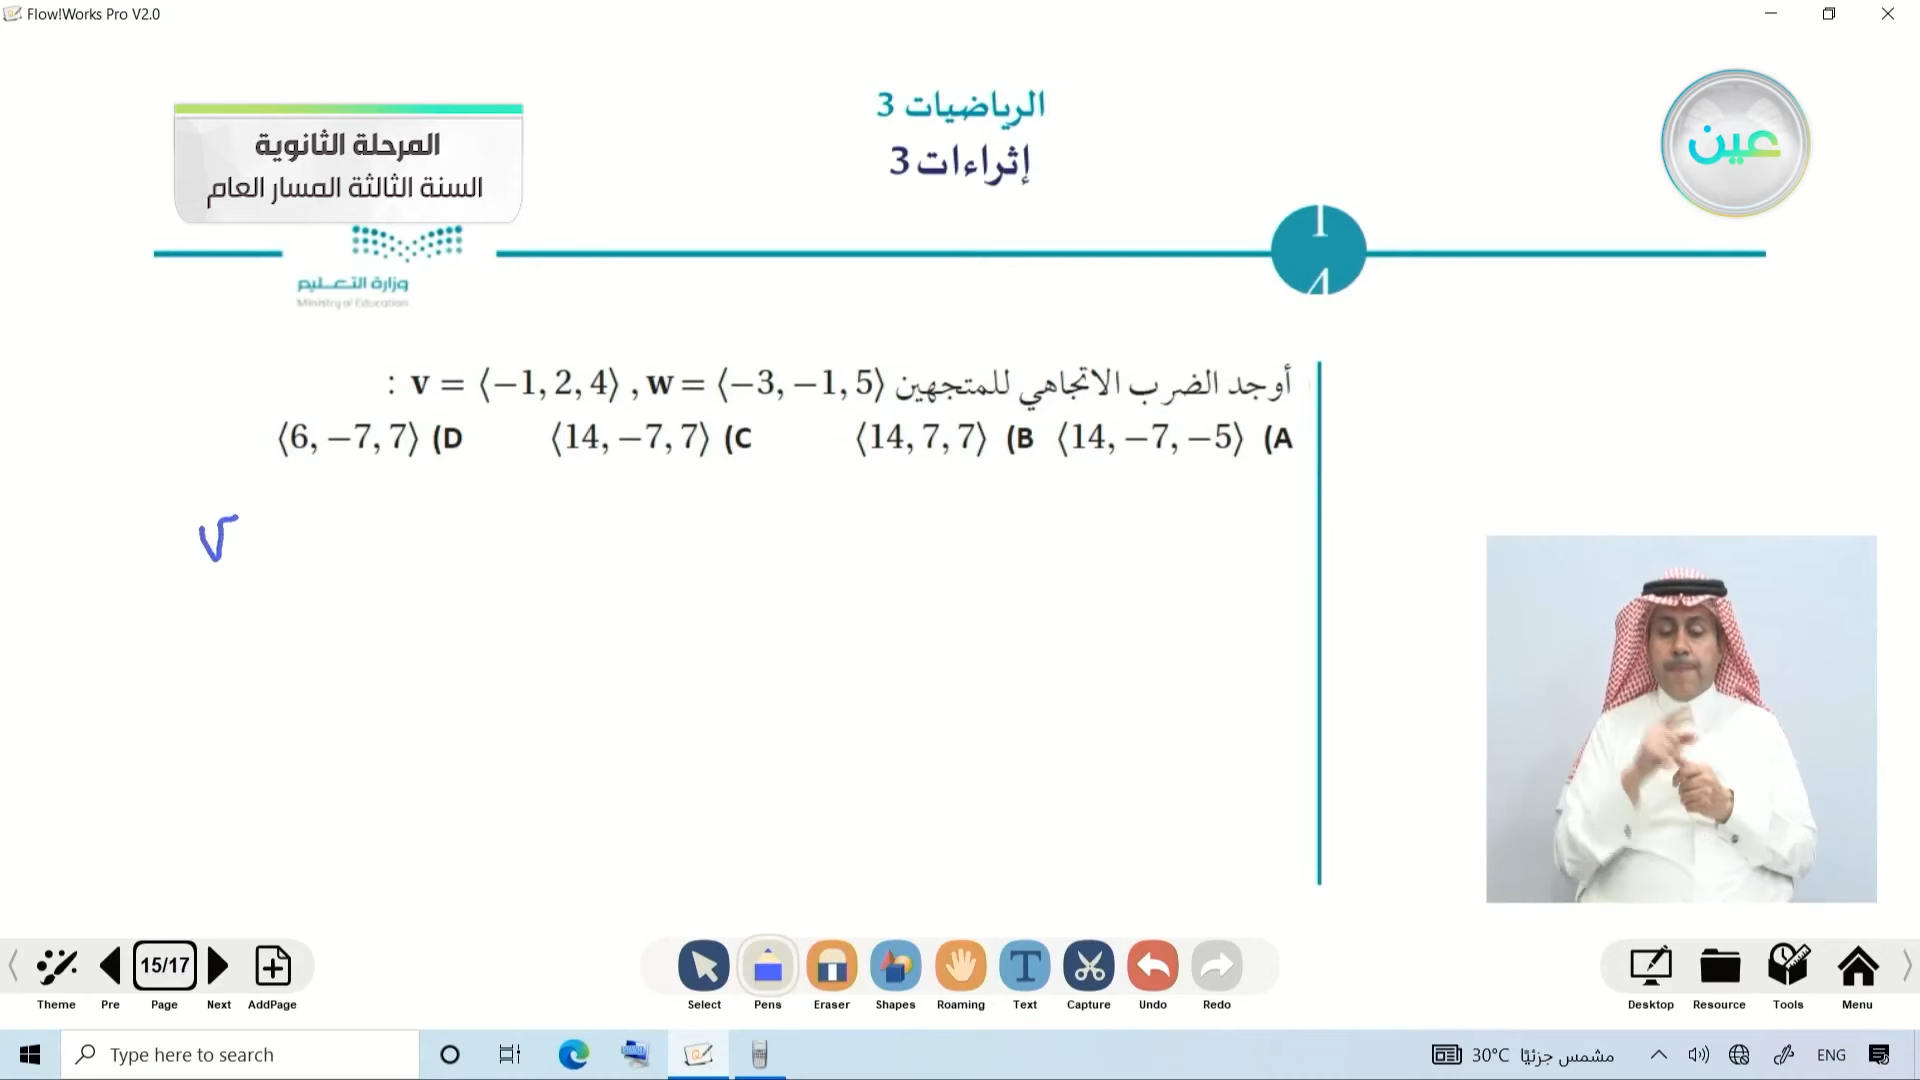 Flow!Works Pro V2.0
الرياضيات 3
إثراءات 3
المرحلة الثانوية
السنة الثالثة المسار العام
عين
وزارة التعليم
Ministry of Education
1
4
أوجد الضرب الاتجاهي للمتجهين v = ⟨−1, 2, 4⟩ , w = ⟨−3, −1, 5⟩ :
A) ⟨14, −7, −5⟩ B) ⟨14, 7, 7⟩ C) ⟨14, −7, 7⟩ D) ⟨6, −7, 7⟩
v
15/17
Theme Pre Page Next AddPage Select Pens Eraser Shapes Roaming Text Capture Undo Redo Desktop Resource Tools Menu
Type here to search
30°C مشمس جزئيًا ENG